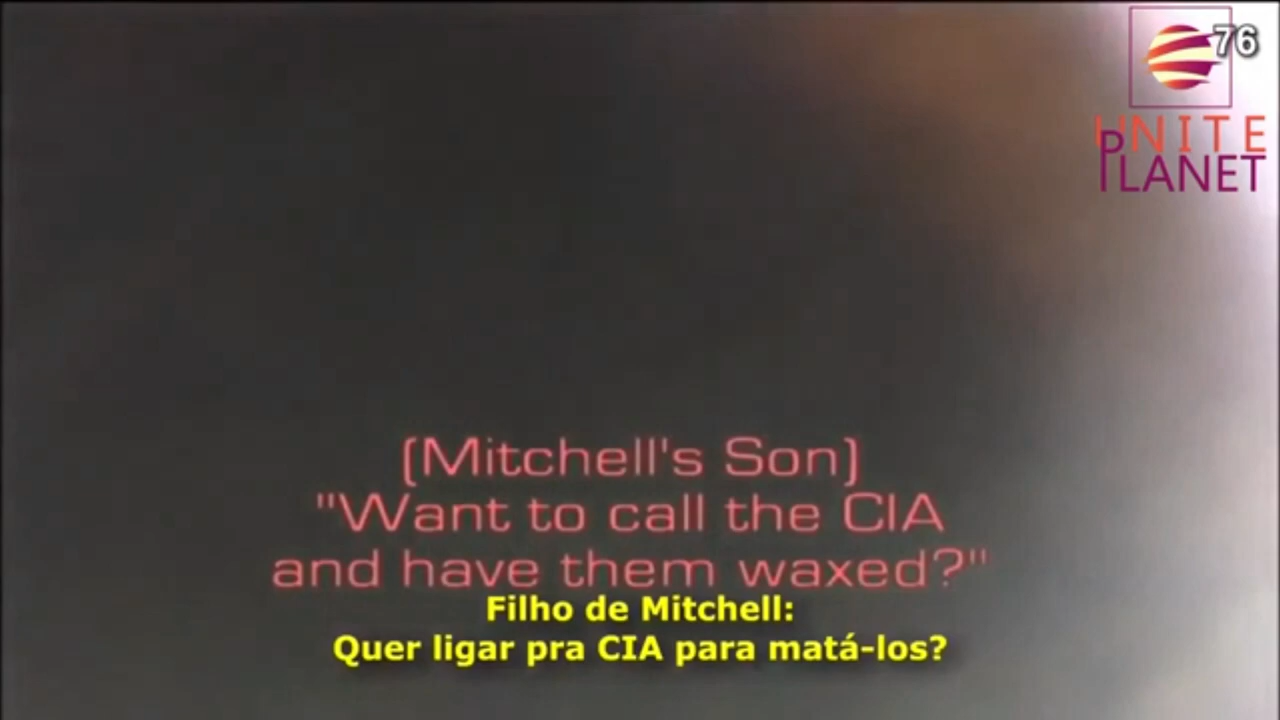 76
UNITE
PLANET
(Mitchell's Son)
"Want to call the CIA
and have them waxed?"
Filho de Mitchell:
Quer ligar pra CIA para matá-los?